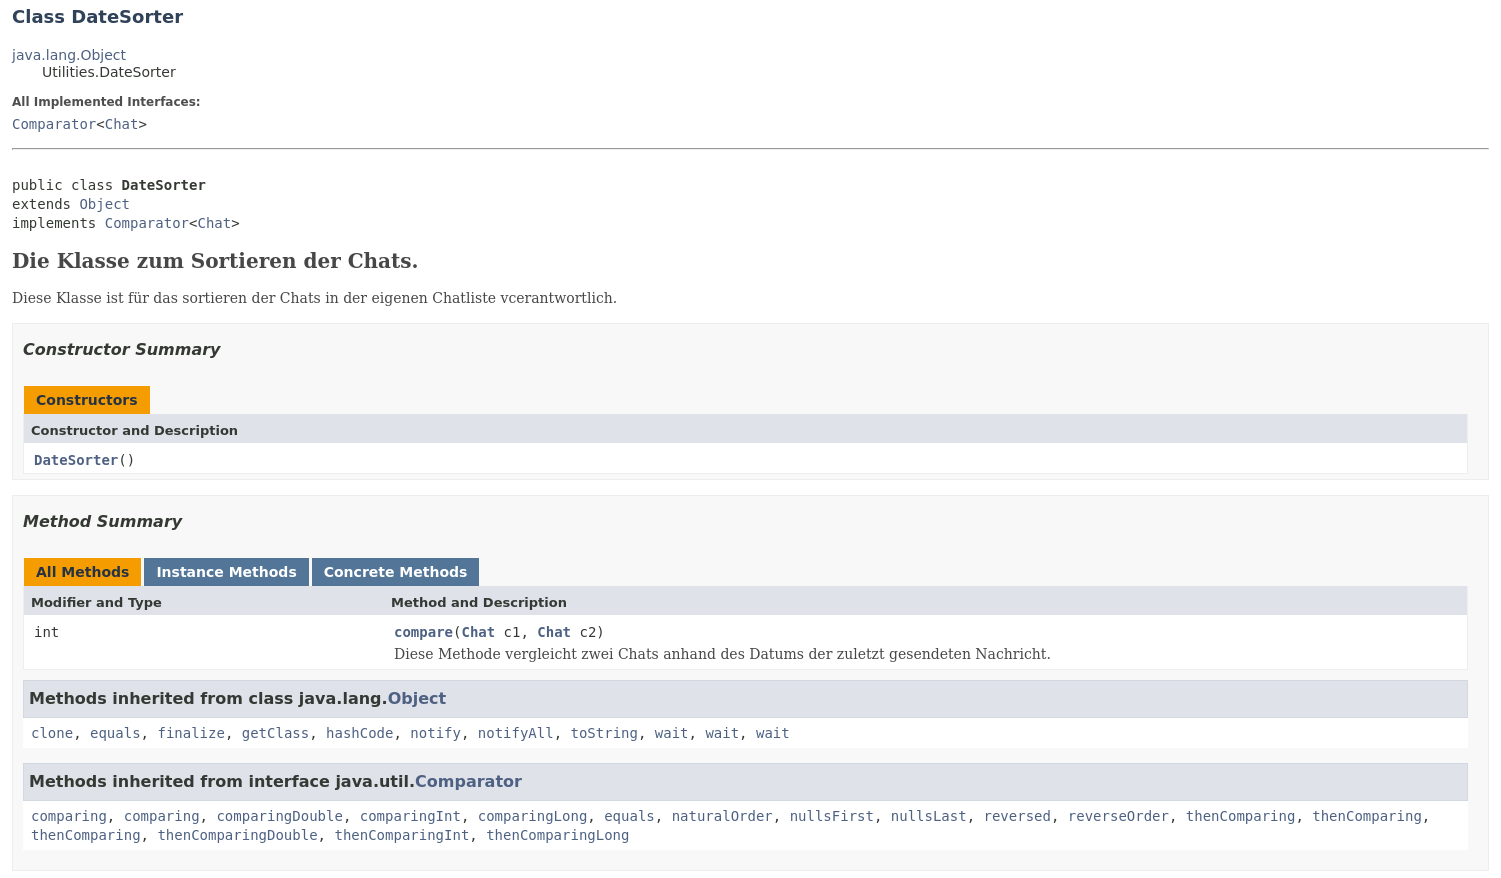 Class DateSorter
java.lang.Object
Utilities.DateSorter
All Implemented Interfaces:
Comparator<Chat>
public class DateSorter
extends Object
implements Comparator<Chat>
Die Klasse zum Sortieren der Chats.
Diese Klasse ist für das sortieren der Chats in der eigenen Chatliste vcerantwortlich.
Constructor Summary
Constructors
Constructor and Description
DateSorter()
Method Summary
All Methods Instance Methods Concrete Methods
Modifier and Type Method and Description
int compare(Chat c1, Chat c2)
Diese Methode vergleicht zwei Chats anhand des Datums der zuletzt gesendeten Nachricht.
Methods inherited from class java.lang.Object
clone, equals, finalize, getClass, hashCode, notify, notifyAll, toString, wait, wait, wait
Methods inherited from interface java.util.Comparator
comparing, comparing, comparingDouble, comparingInt, comparingLong, equals, naturalOrder, nullsFirst, nullsLast, reversed, reverseOrder, thenComparing, thenComparing,
thenComparing, thenComparingDouble, thenComparingInt, thenComparingLong